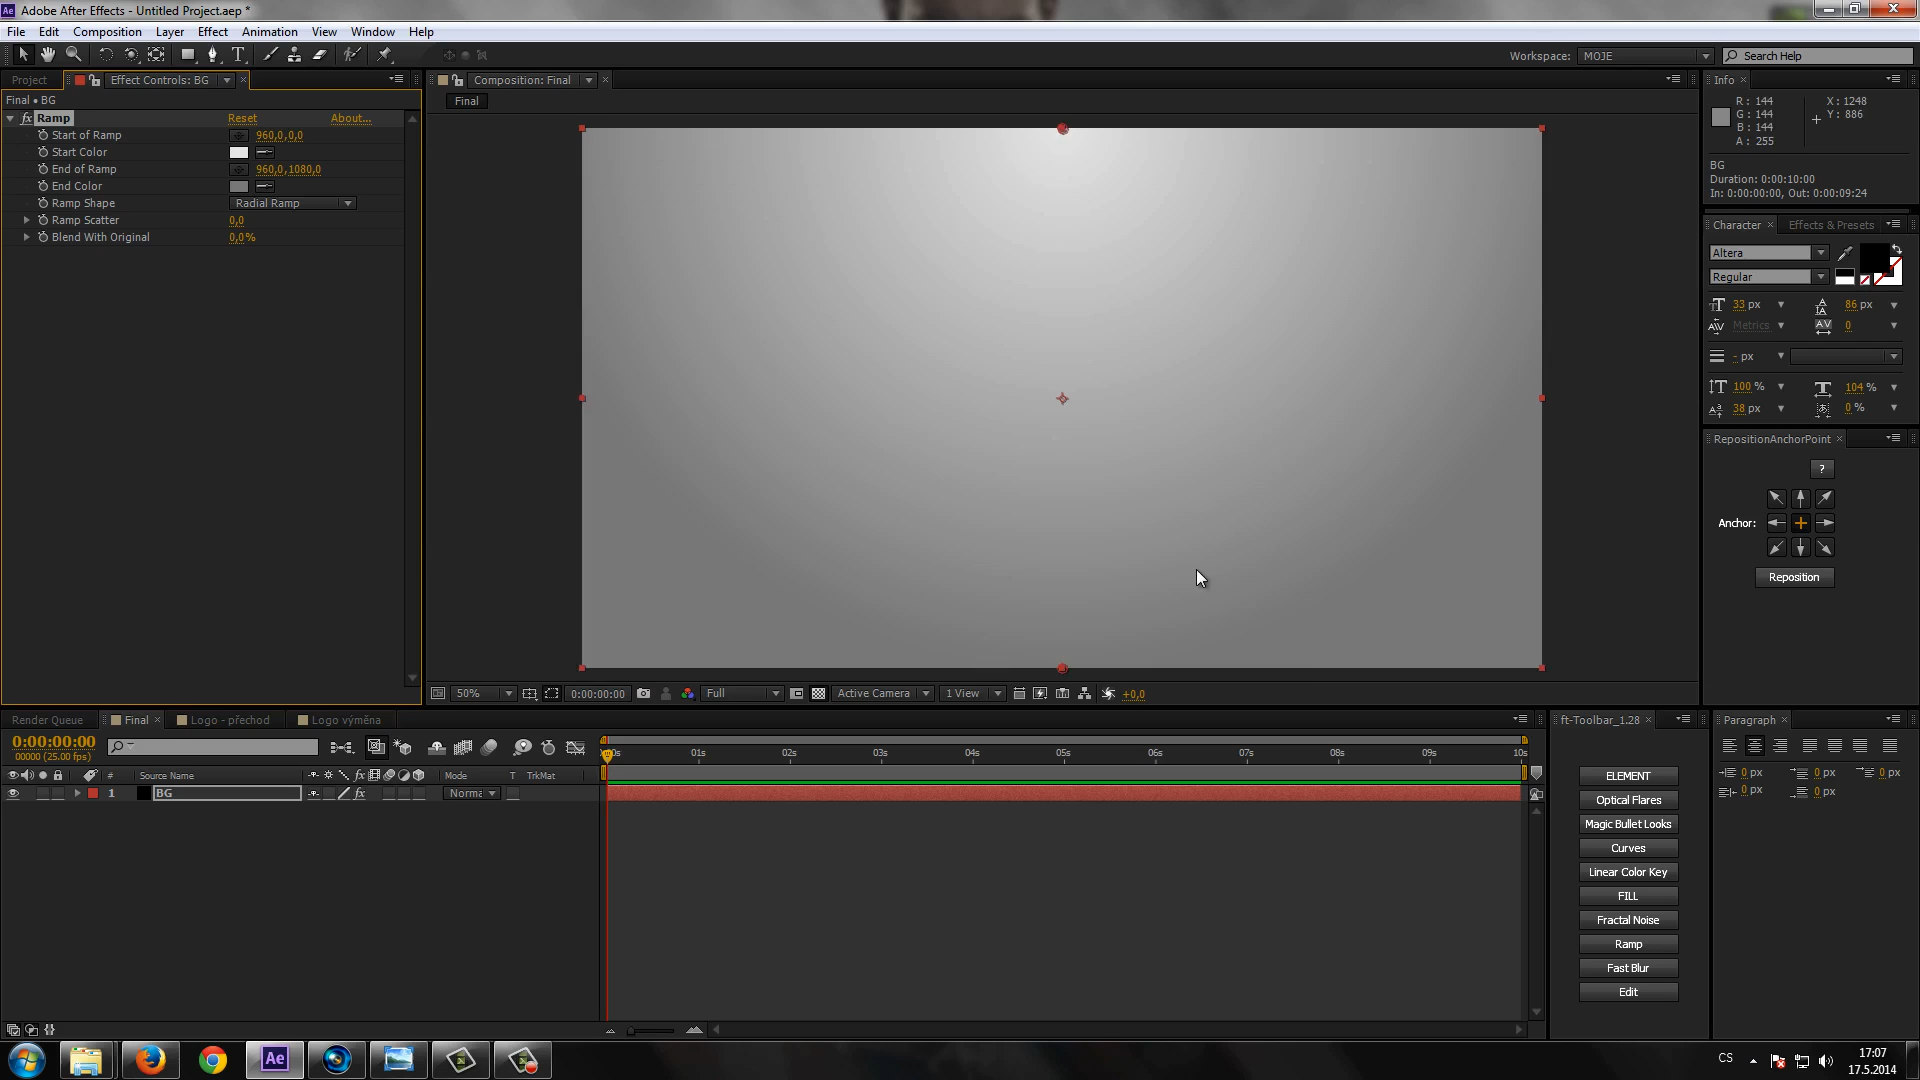 Adobe After Effects - Untitled Project.aep *
File Edit Composition Layer Effect Animation View Window Help
Workspace: MOJE Search Help
Project Effect Controls: BG
Composition: Final
Info
Final • BG
Final
R: 144 X: 1248
G: 144 Y: 886
B: 144
A: 255
fx Ramp Reset About...
Start of Ramp 960,0,0,0
Start Color
End of Ramp 960,0,1080,0
End Color
Ramp Shape Radial Ramp
Ramp Scatter 0,0
Blend With Original 0,0%
BG
Duration: 0:00:10:00
In: 0:00:00:00, Out: 0:00:09:24
Character Effects & Presets
Altera
Regular
33 px 86 px
Metrics 0
- px
100 % 104 %
38 px 0 %
RepositionAnchorPoint
?
Anchor:
Reposition
50% 0:00:00:00 Full Active Camera 1 View +0,0
Render Queue Final Logo - přechod Logo výměna
ft-Toolbar_1.28
Paragraph
0:00:00:00
00000 (25.00 fps)
01s 02s 03s 04s 05s 06s 07s 08s 09s 10s
# Source Name fx Mode T TrkMat
1 BG fx Norma
0 px 0 px 0 px
0 px 0 px
ELEMENT
Optical Flares
Magic Bullet Looks
Curves
Linear Color Key
FILL
Fractal Noise
Ramp
Fast Blur
Edit
Ae
CS
17:07
17.5.2014